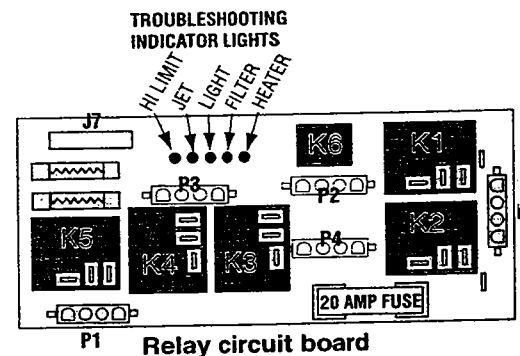 TROUBLESHOOTING
INDICATOR LIGHTS
HI LIMIT
JET
LIGHT
FILTER
HEATER
J7
K6
K1
P3
P2
K5
K4
K3
P4
K2
20 AMP FUSE
P1
Relay circuit board